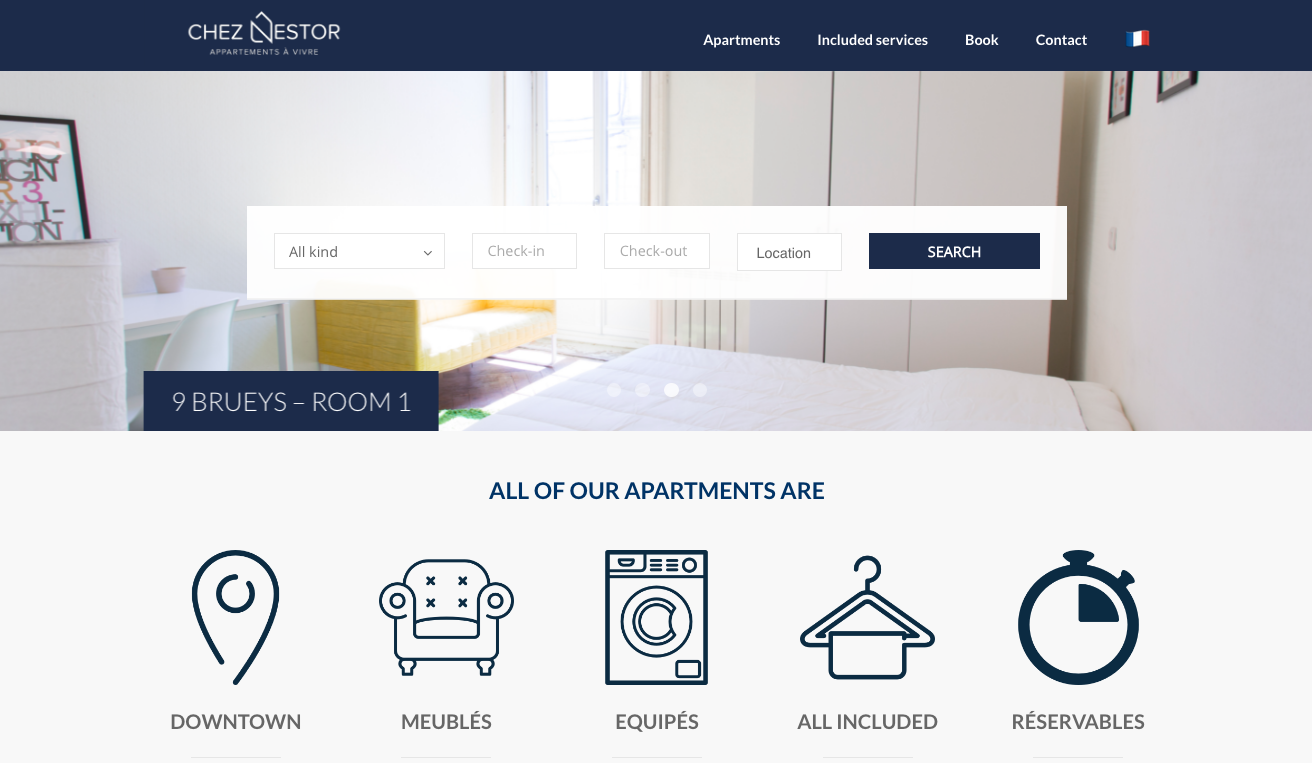 CHEZ NESTOR
APPARTEMENTS À VIVRE
Apartments
Included services
Book
Contact
All kind
Check-in
Check-out
Location
SEARCH
9 BRUEYS – ROOM 1
ALL OF OUR APARTMENTS ARE
DOWNTOWN
MEUBLÉS
EQUIPÉS
ALL INCLUDED
RÉSERVABLES